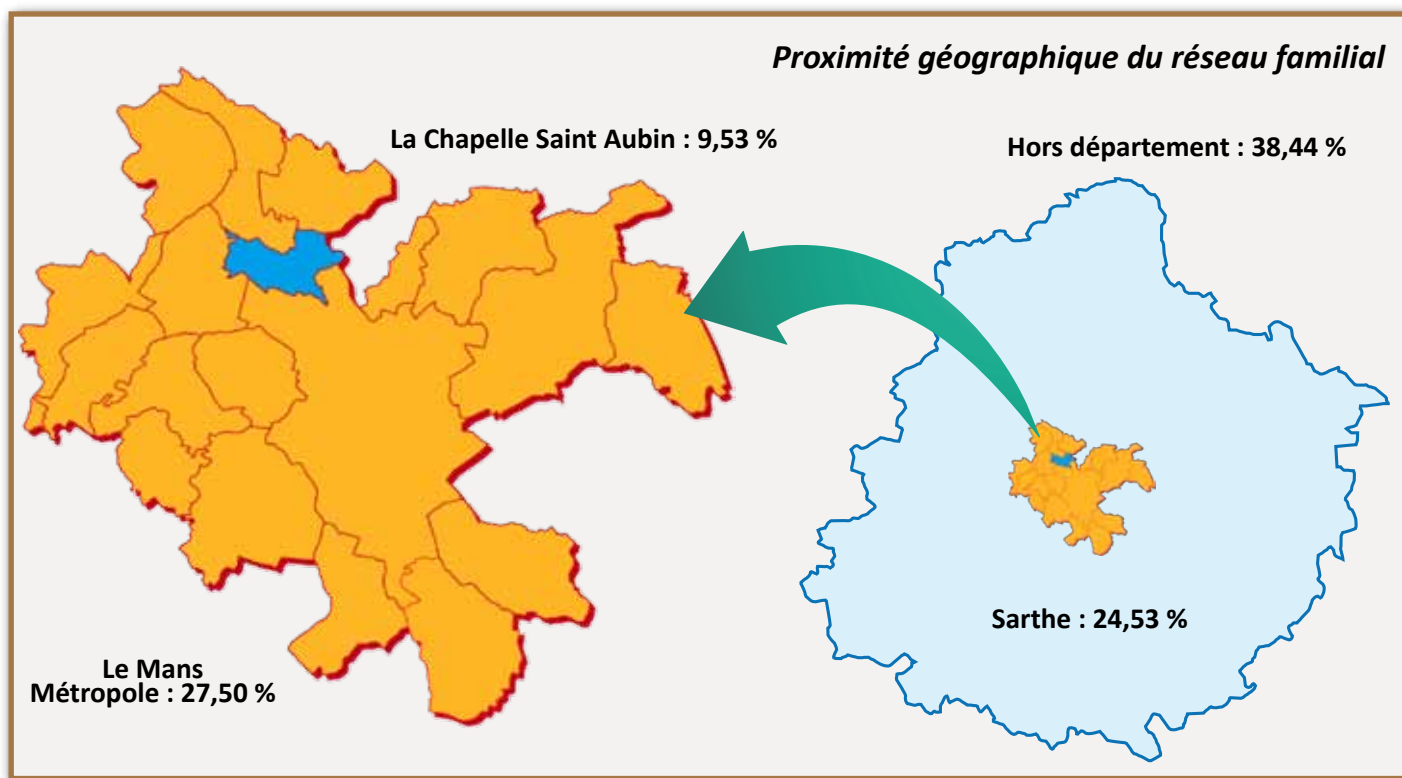 Proximité géographique du réseau familial
La Chapelle Saint Aubin : 9,53 %
Hors département : 38,44 %
Sarthe : 24,53 %
Le Mans
Métropole : 27,50 %